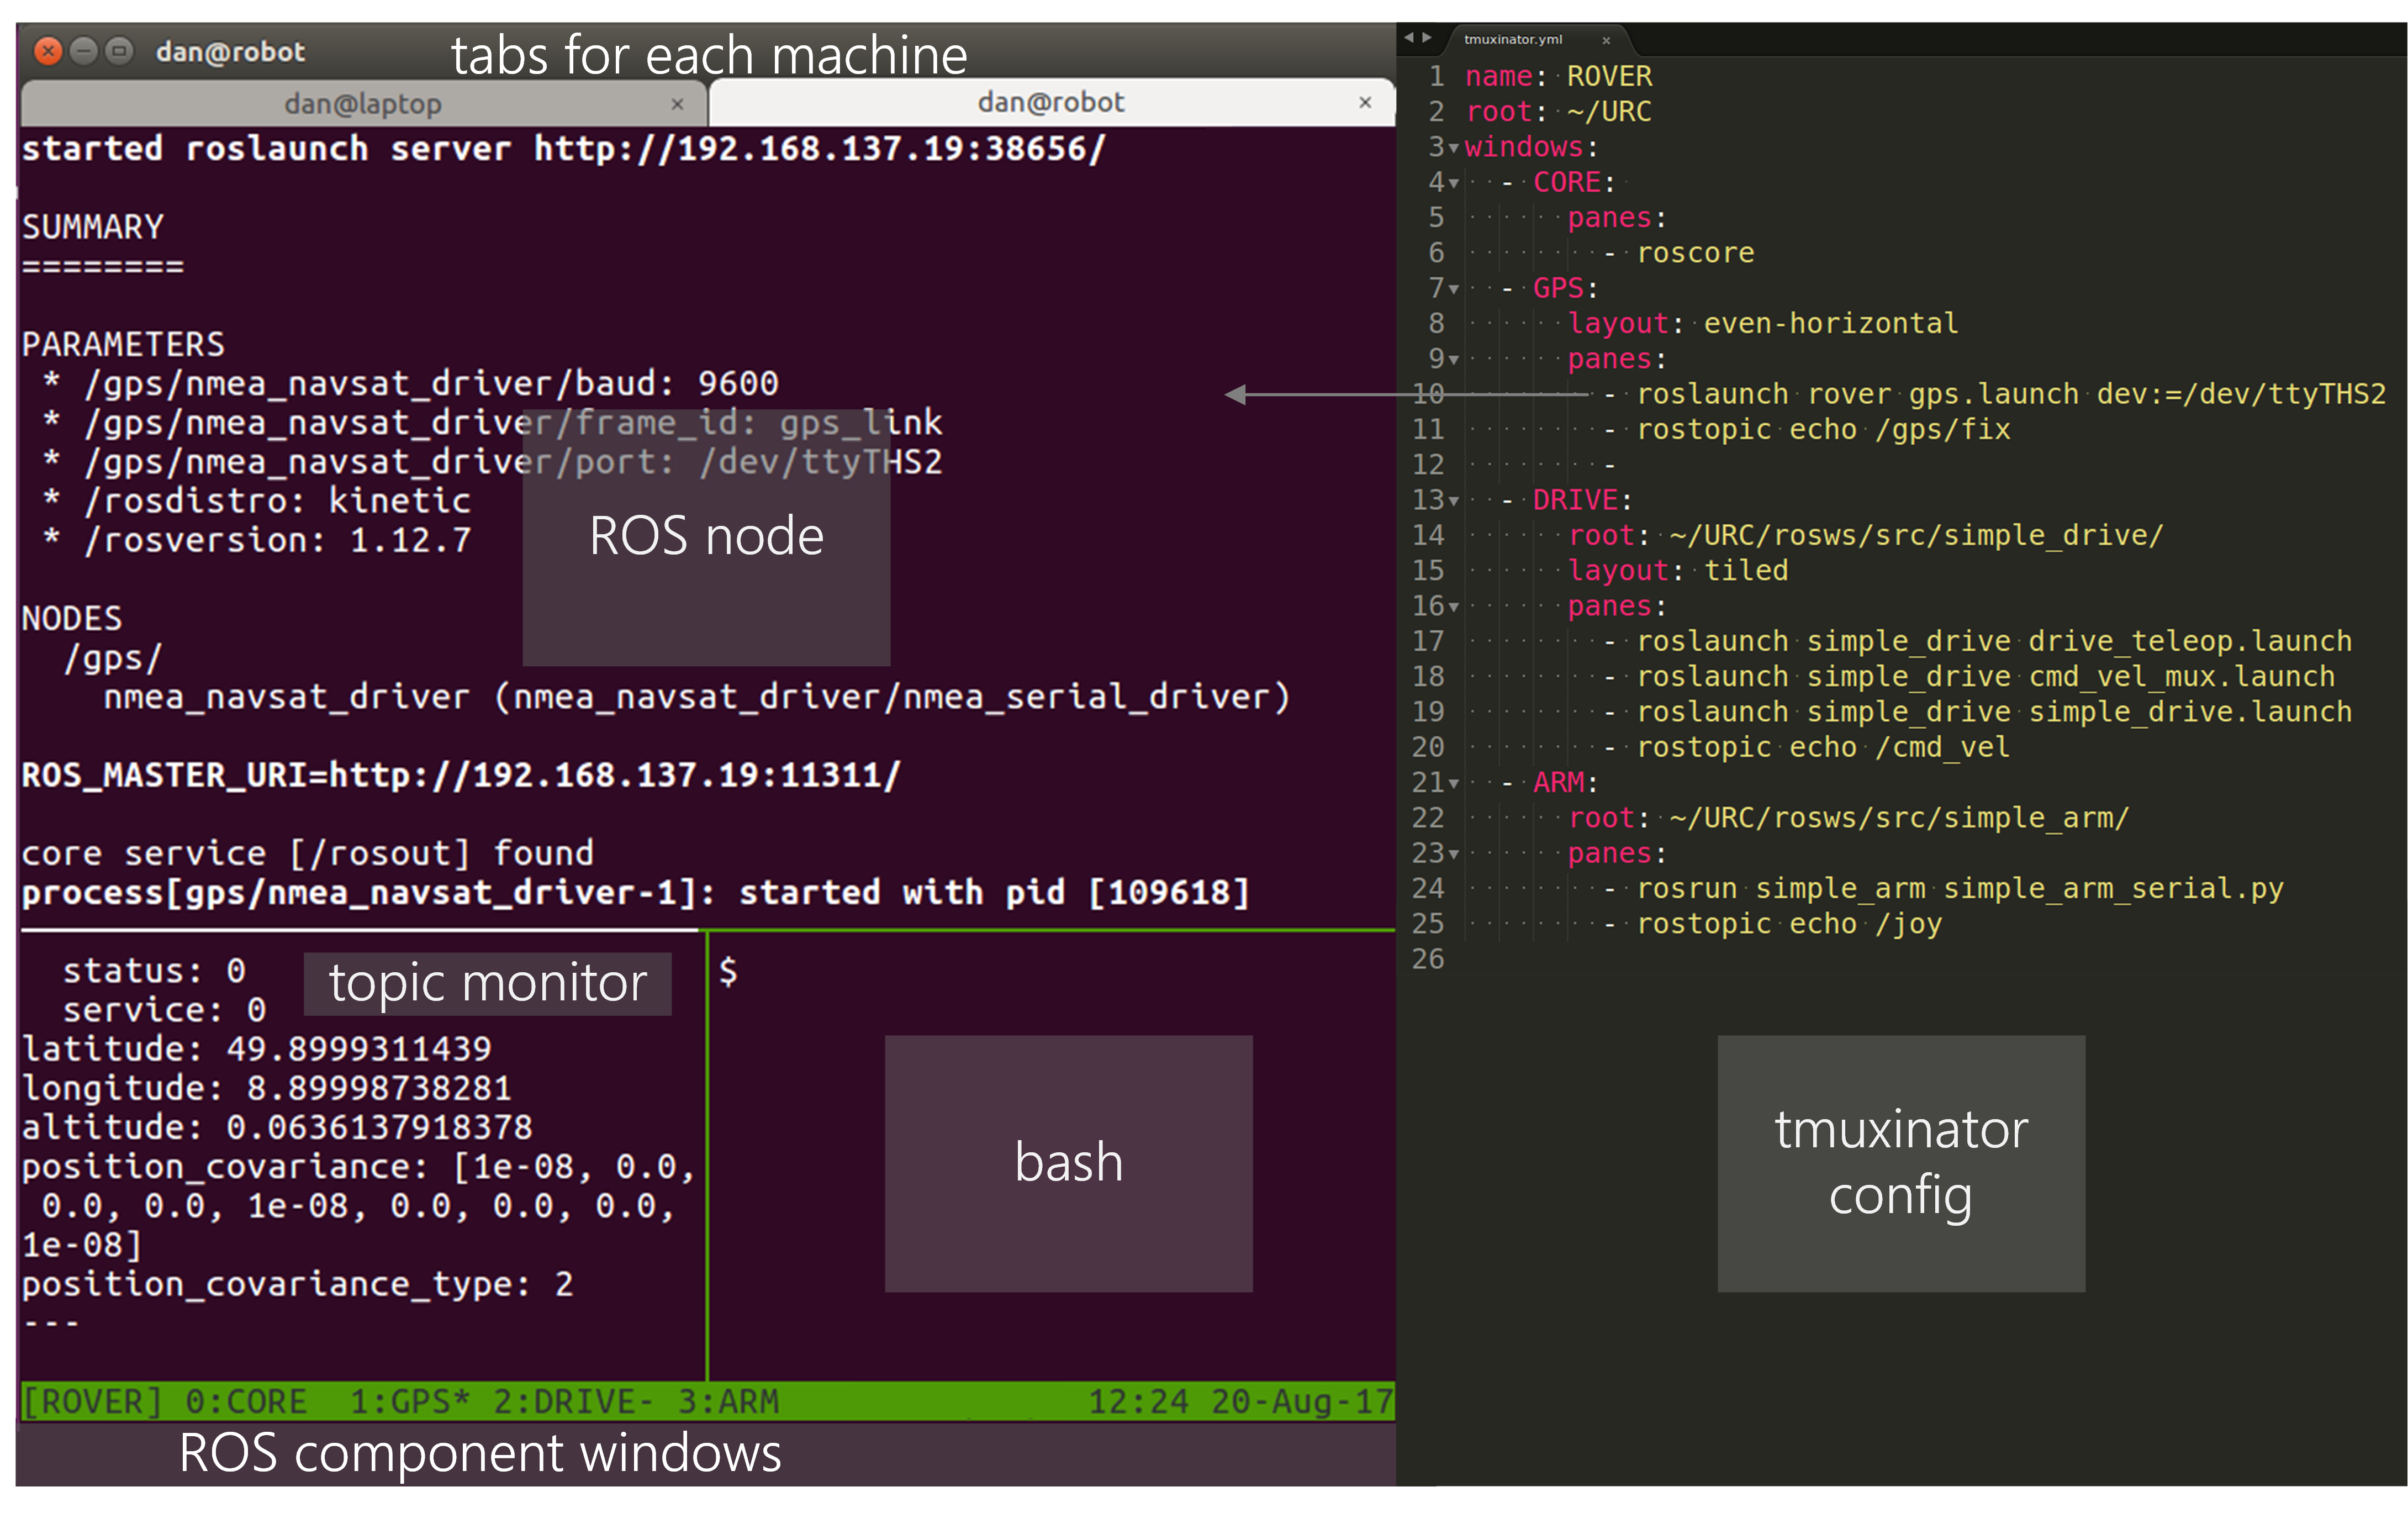 dan@robot
tabs for each machine
dan@laptop ×
dan@robot ×
started roslaunch server http://192.168.137.19:38656/
SUMMARY
========
PARAMETERS
* /gps/nmea_navsat_driver/baud: 9600
* /gps/nmea_navsat_driver/frame_id: gps_link
* /gps/nmea_navsat_driver/port: /dev/ttyTHS2
* /rosdistro: kinetic
* /rosversion: 1.12.7
ROS node
NODES
/gps/
nmea_navsat_driver (nmea_navsat_driver/nmea_serial_driver)
ROS_MASTER_URI=http://192.168.137.19:11311/
core service [/rosout] found
process[gps/nmea_navsat_driver-1]: started with pid [109618]
status: 0
service: 0
topic monitor
latitude: 49.8999311439
longitude: 8.89998738281
altitude: 0.0636137918378
position_covariance: [1e-08, 0.0,
0.0, 0.0, 1e-08, 0.0, 0.0, 0.0,
1e-08]
position_covariance_type: 2
---
$
bash
[ROVER] 0:CORE 1:GPS* 2:DRIVE- 3:ARM 12:24 20-Aug-17
ROS component windows
tmuxinator.yml ×
1 name: ROVER
2 root: ~/URC
3 windows:
4 - CORE:
5 panes:
6 - roscore
7 - GPS:
8 layout: even-horizontal
9 panes:
10 - roslaunch rover gps.launch dev:=/dev/ttyTHS2
11 - rostopic echo /gps/fix
12 -
13 - DRIVE:
14 root: ~/URC/rosws/src/simple_drive/
15 layout: tiled
16 panes:
17 - roslaunch simple_drive drive_teleop.launch
18 - roslaunch simple_drive cmd_vel_mux.launch
19 - roslaunch simple_drive simple_drive.launch
20 - rostopic echo /cmd_vel
21 - ARM:
22 root: ~/URC/rosws/src/simple_arm/
23 panes:
24 - rosrun simple_arm simple_arm_serial.py
25 - rostopic echo /joy
26
tmuxinator
config